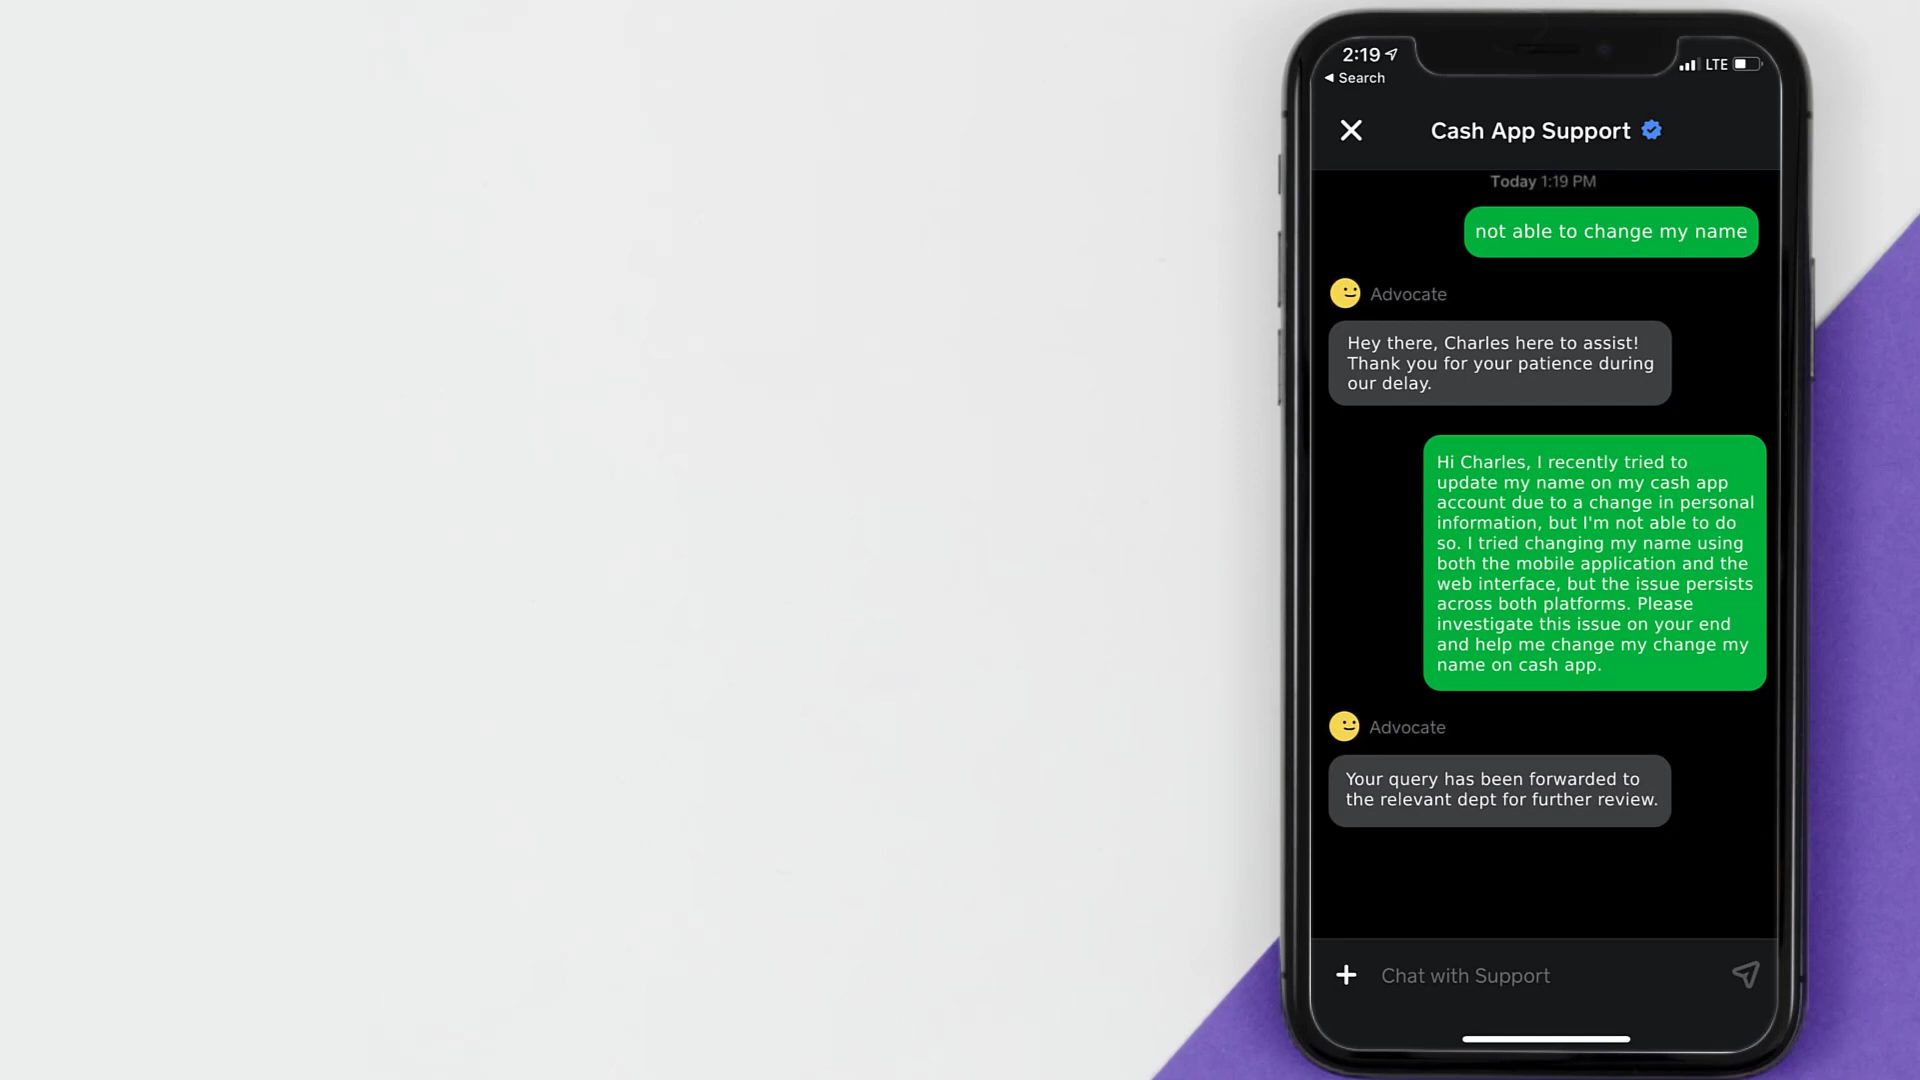 2:19
LTE
Search
Cash App Support
Today 1:19 PM
not able to change my name
Advocate
Hey there, Charles here to assist!
Thank you for your patience during
our delay.
Hi Charles, I recently tried to
update my name on my cash app
account due to a change in personal
information, but I'm not able to do
so. I tried changing my name using
both the mobile application and the
web interface, but the issue persists
across both platforms. Please
investigate this issue on your end
and help me change my change my
name on cash app.
Advocate
Your query has been forwarded to
the relevant dept for further review.
Chat with Support